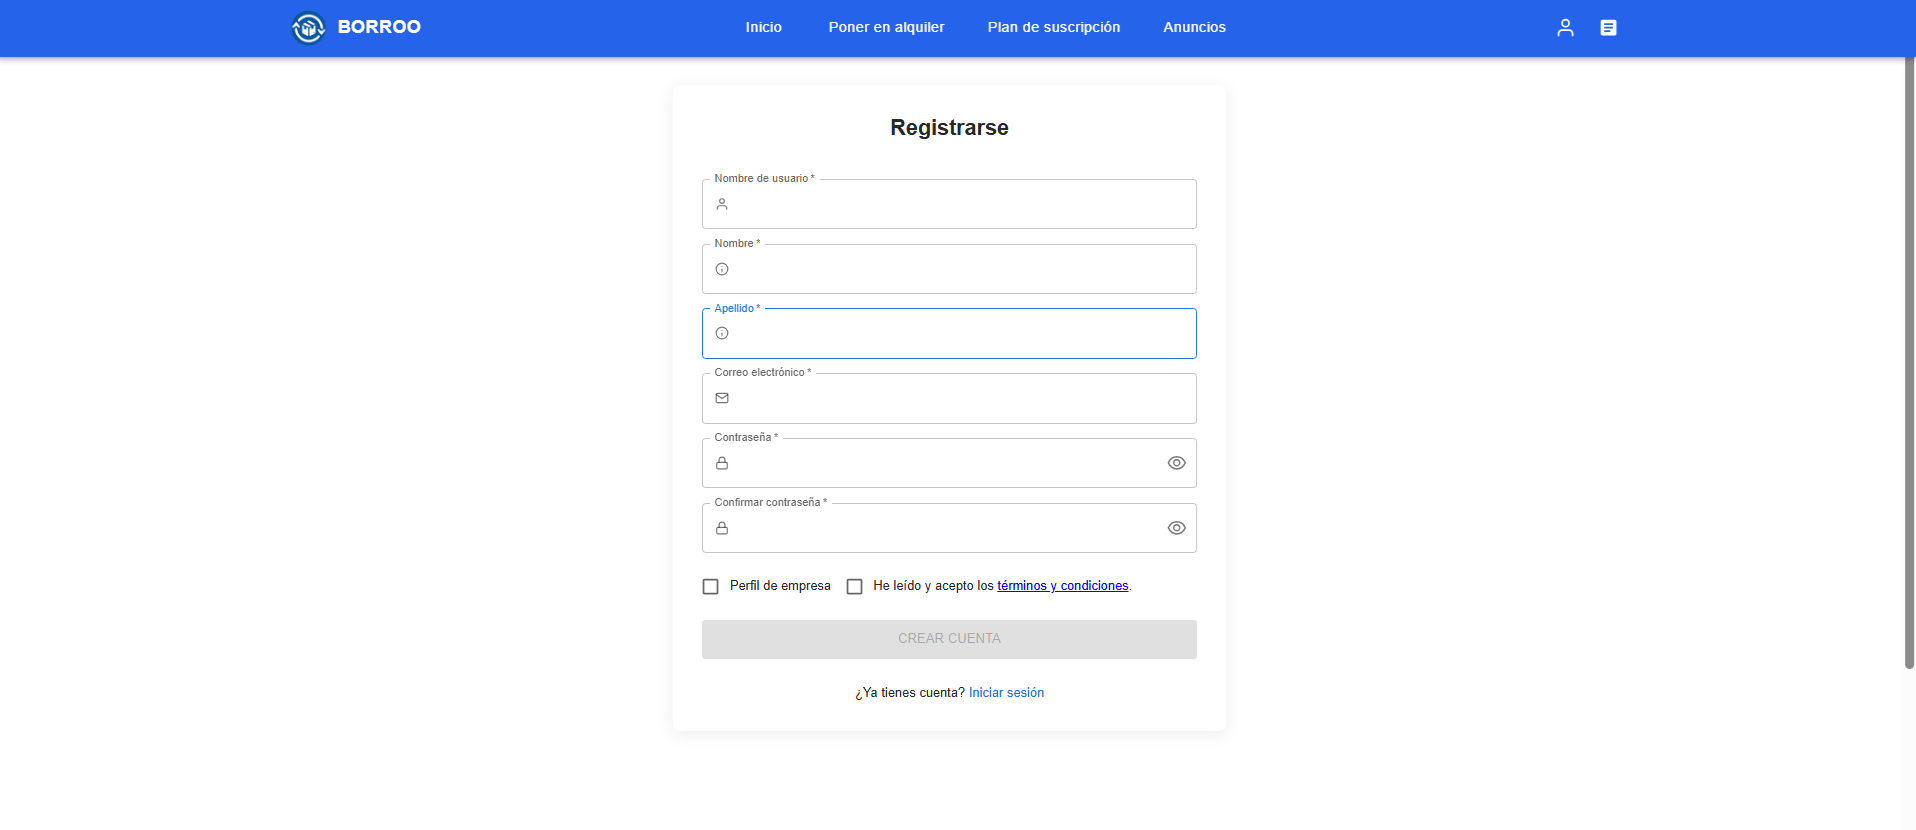 BORROO
Inicio
Poner en alquiler
Plan de suscripción
Anuncios
Registrarse
Nombre de usuario *
Nombre *
Apellido *
Correo electrónico *
Contraseña *
Confirmar contraseña *
Perfil de empresa
He leído y acepto los términos y condiciones.
CREAR CUENTA
¿Ya tienes cuenta? Iniciar sesión